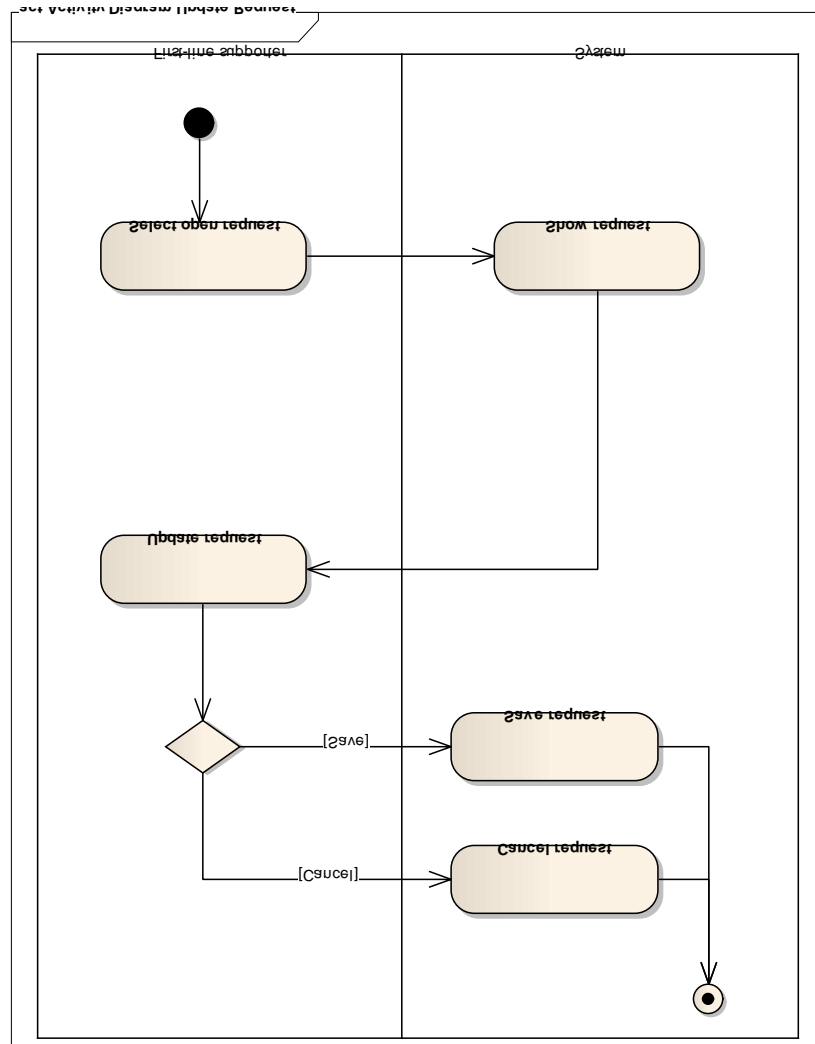 act Activity Diagram Update Request
First-line supporter
System
Select open request
Show request
Update request
Save request
[Save]
Cancel request
[Cancel]